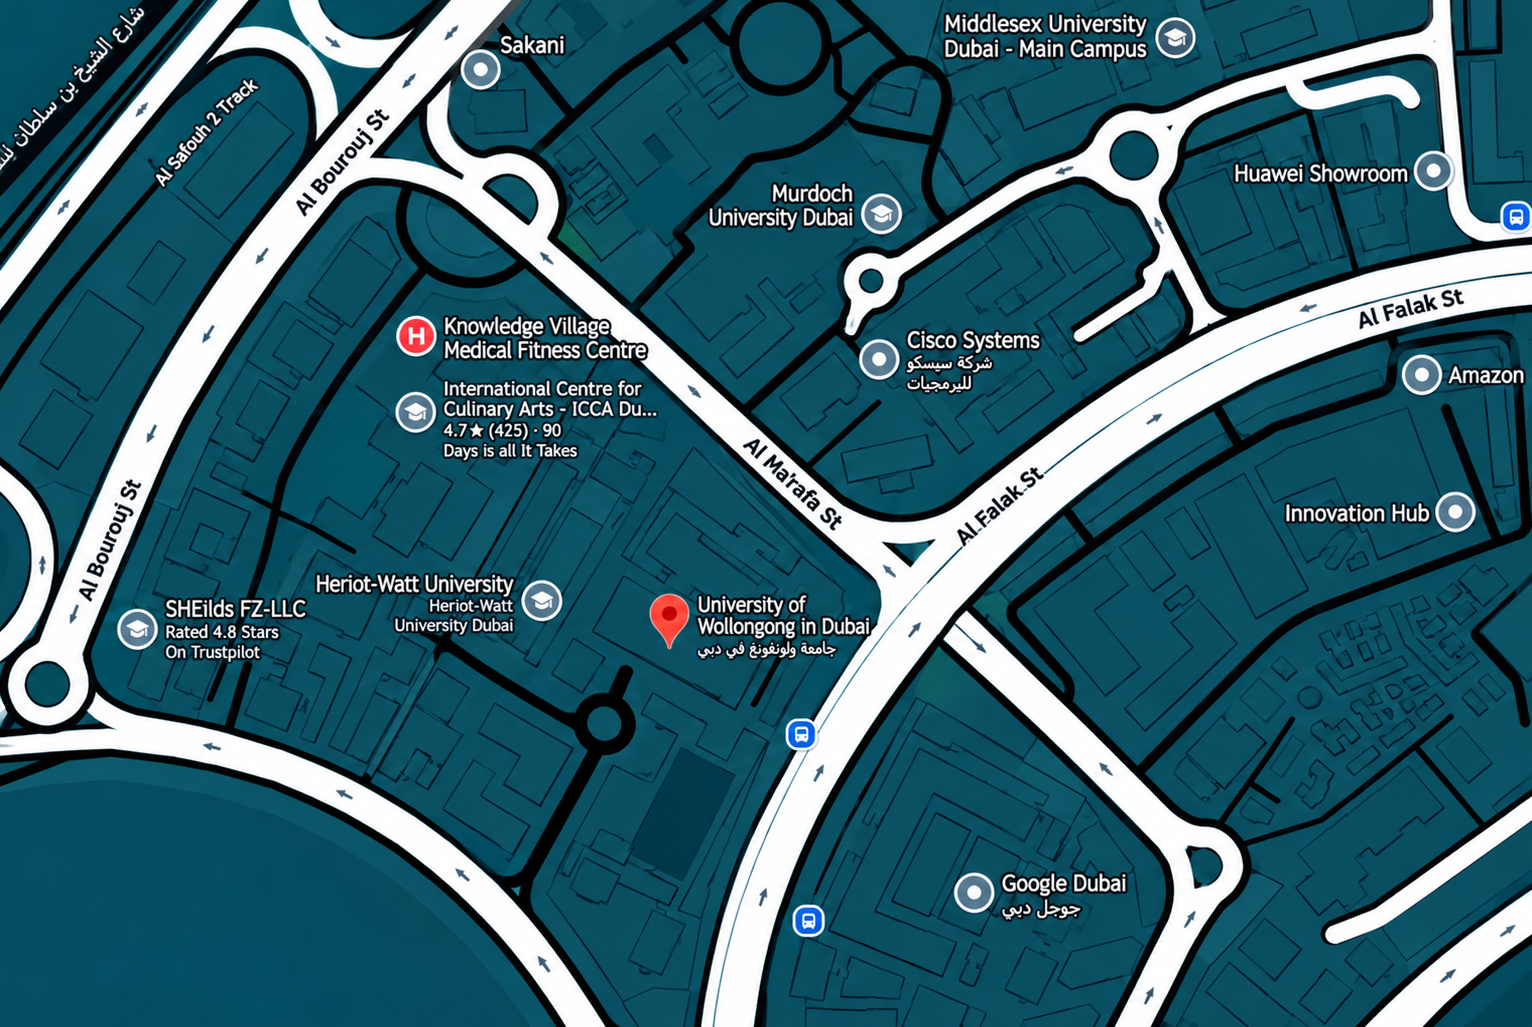 شارع الشيخ بن سلطان
Al Safouh 2 Track
Al Bourouj St
Sakani
Middlesex University
Dubai - Main Campus
Murdoch
University Dubai
Huawei Showroom
Al Falak St
Knowledge Village
Medical Fitness Centre
H
International Centre for
Culinary Arts - ICCA Du...
4.7★ (425) · 90
Days is all It Takes
Cisco Systems
شركة سيسكو
لليرمجيات
Amazon
Al Ma'rafa St
Al Falak St
Innovation Hub
Al Bourouj St
SHEilds FZ-LLC
Rated 4.8 Stars
On Trustpilot
Heriot-Watt University
Heriot-Watt
University Dubai
University of
Wollongong in Dubai
جامعة ولونغونغ في دبي
Google Dubai
جوجل دبي